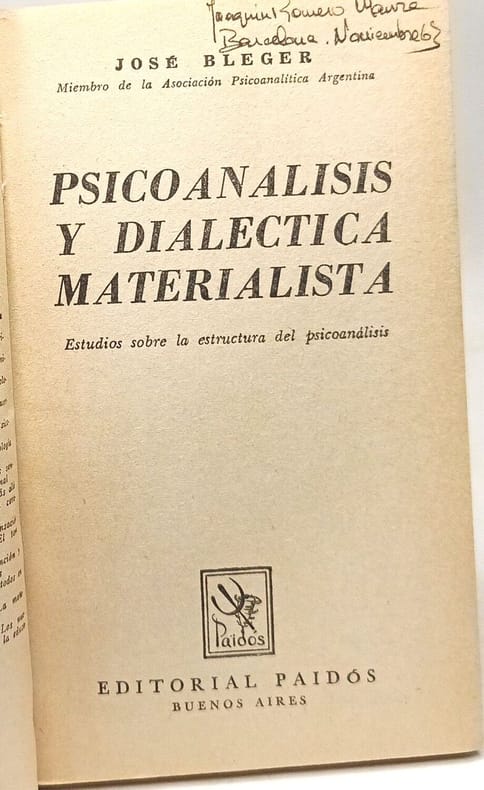 Joaquín Romero Maura
Barcelona. Noviembre 63
JOSÉ BLEGER
Miembro de la Asociación Psicoanalítica Argentina
PSICOANALISIS
Y DIALECTICA
MATERIALISTA
Estudios sobre la estructura del psicoanálisis
Paidós
EDITORIAL PAIDÓS
BUENOS AIRES